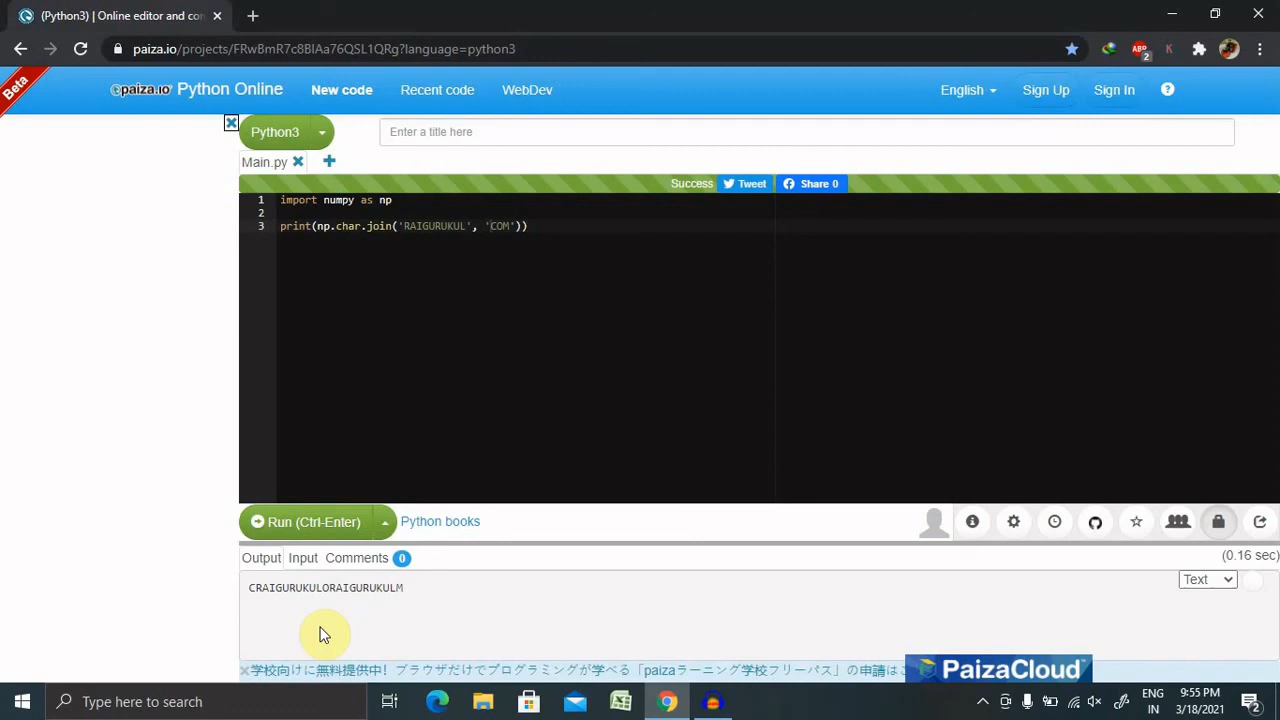 (Python3) | Online editor and con
paiza.io/projects/FRwBmR7c8BIAa76QSL1QRg?language=python3
ABP
2
K
Beta
paiza.IO Python Online
New code
Recent code
WebDev
English
Sign Up
Sign In
Python3
Enter a title here
Main.py
Success
Tweet
Share 0
1 import numpy as np
2
3 print(np.char.join('RAIGURUKUL', 'COM'))
Run (Ctrl-Enter)
Python books
Output
Input
Comments 0
(0.16 sec)
CRAIGURUKULORAIGURUKULM
Text
学校向けに無料提供中！ブラウザだけでプログラミングが学べる「paizaラーニング学校フリーパス」の申請は
PaizaCloud
Type here to search
ENG
IN
9:55 PM
3/18/2021
2